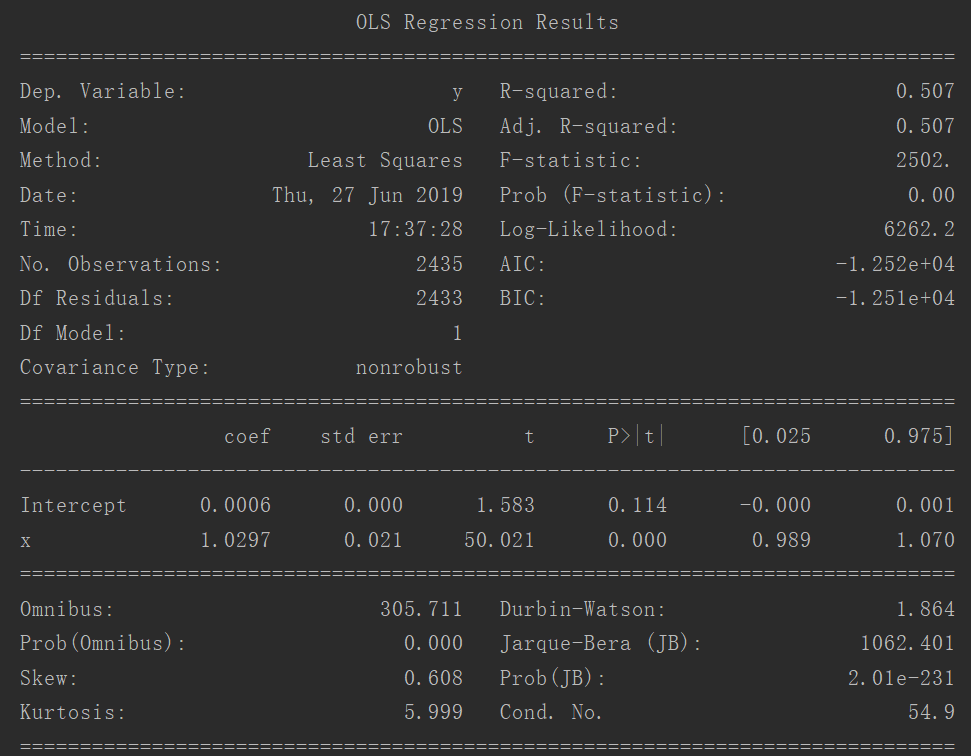 OLS Regression Results
==============================================================================
Dep. Variable:                      y   R-squared:                       0.507
Model:                            OLS   Adj. R-squared:                  0.507
Method:                 Least Squares   F-statistic:                     2502.
Date:                Thu, 27 Jun 2019   Prob (F-statistic):               0.00
Time:                        17:37:28   Log-Likelihood:                 6262.2
No. Observations:                2435   AIC:                        -1.252e+04
Df Residuals:                    2433   BIC:                        -1.251e+04
Df Model:                           1
Covariance Type:            nonrobust
==============================================================================
                 coef    std err          t      P>|t|      [0.025      0.975]
------------------------------------------------------------------------------
Intercept      0.0006      0.000      1.583      0.114      -0.000       0.001
x              1.0297      0.021     50.021      0.000       0.989       1.070
==============================================================================
Omnibus:                      305.711   Durbin-Watson:                   1.864
Prob(Omnibus):                  0.000   Jarque-Bera (JB):             1062.401
Skew:                           0.608   Prob(JB):                    2.01e-231
Kurtosis:                       5.999   Cond. No.                         54.9
==============================================================================